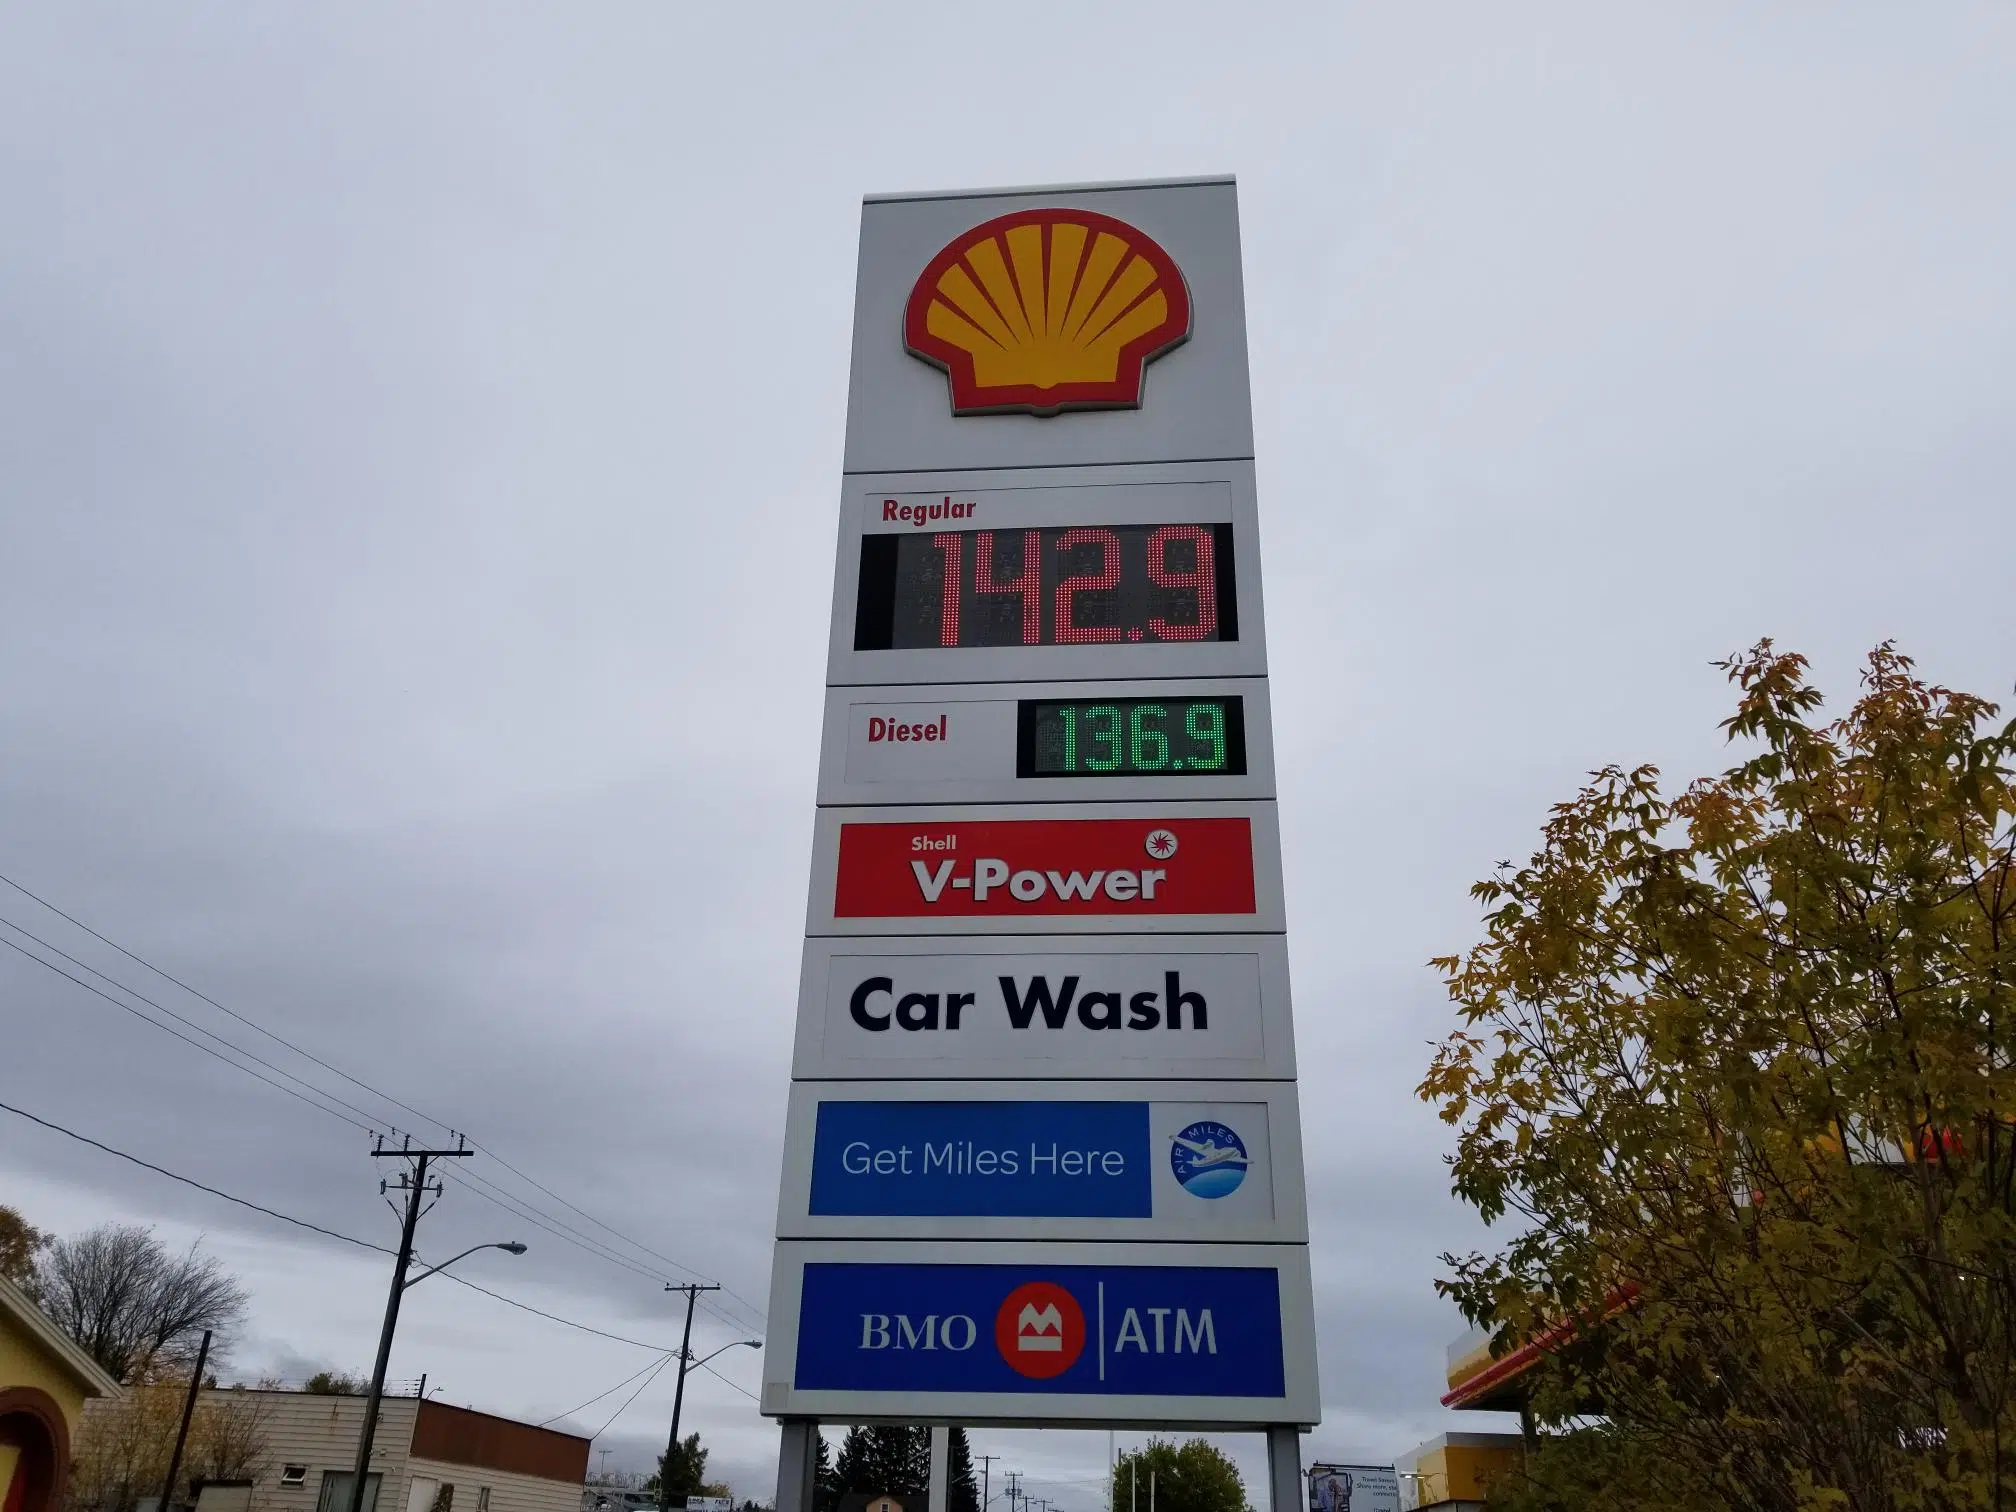 Regular
142.9
Diesel
136.9
Shell
V-Power
Car Wash
Get Miles Here
AIR MILES
BMO
ATM